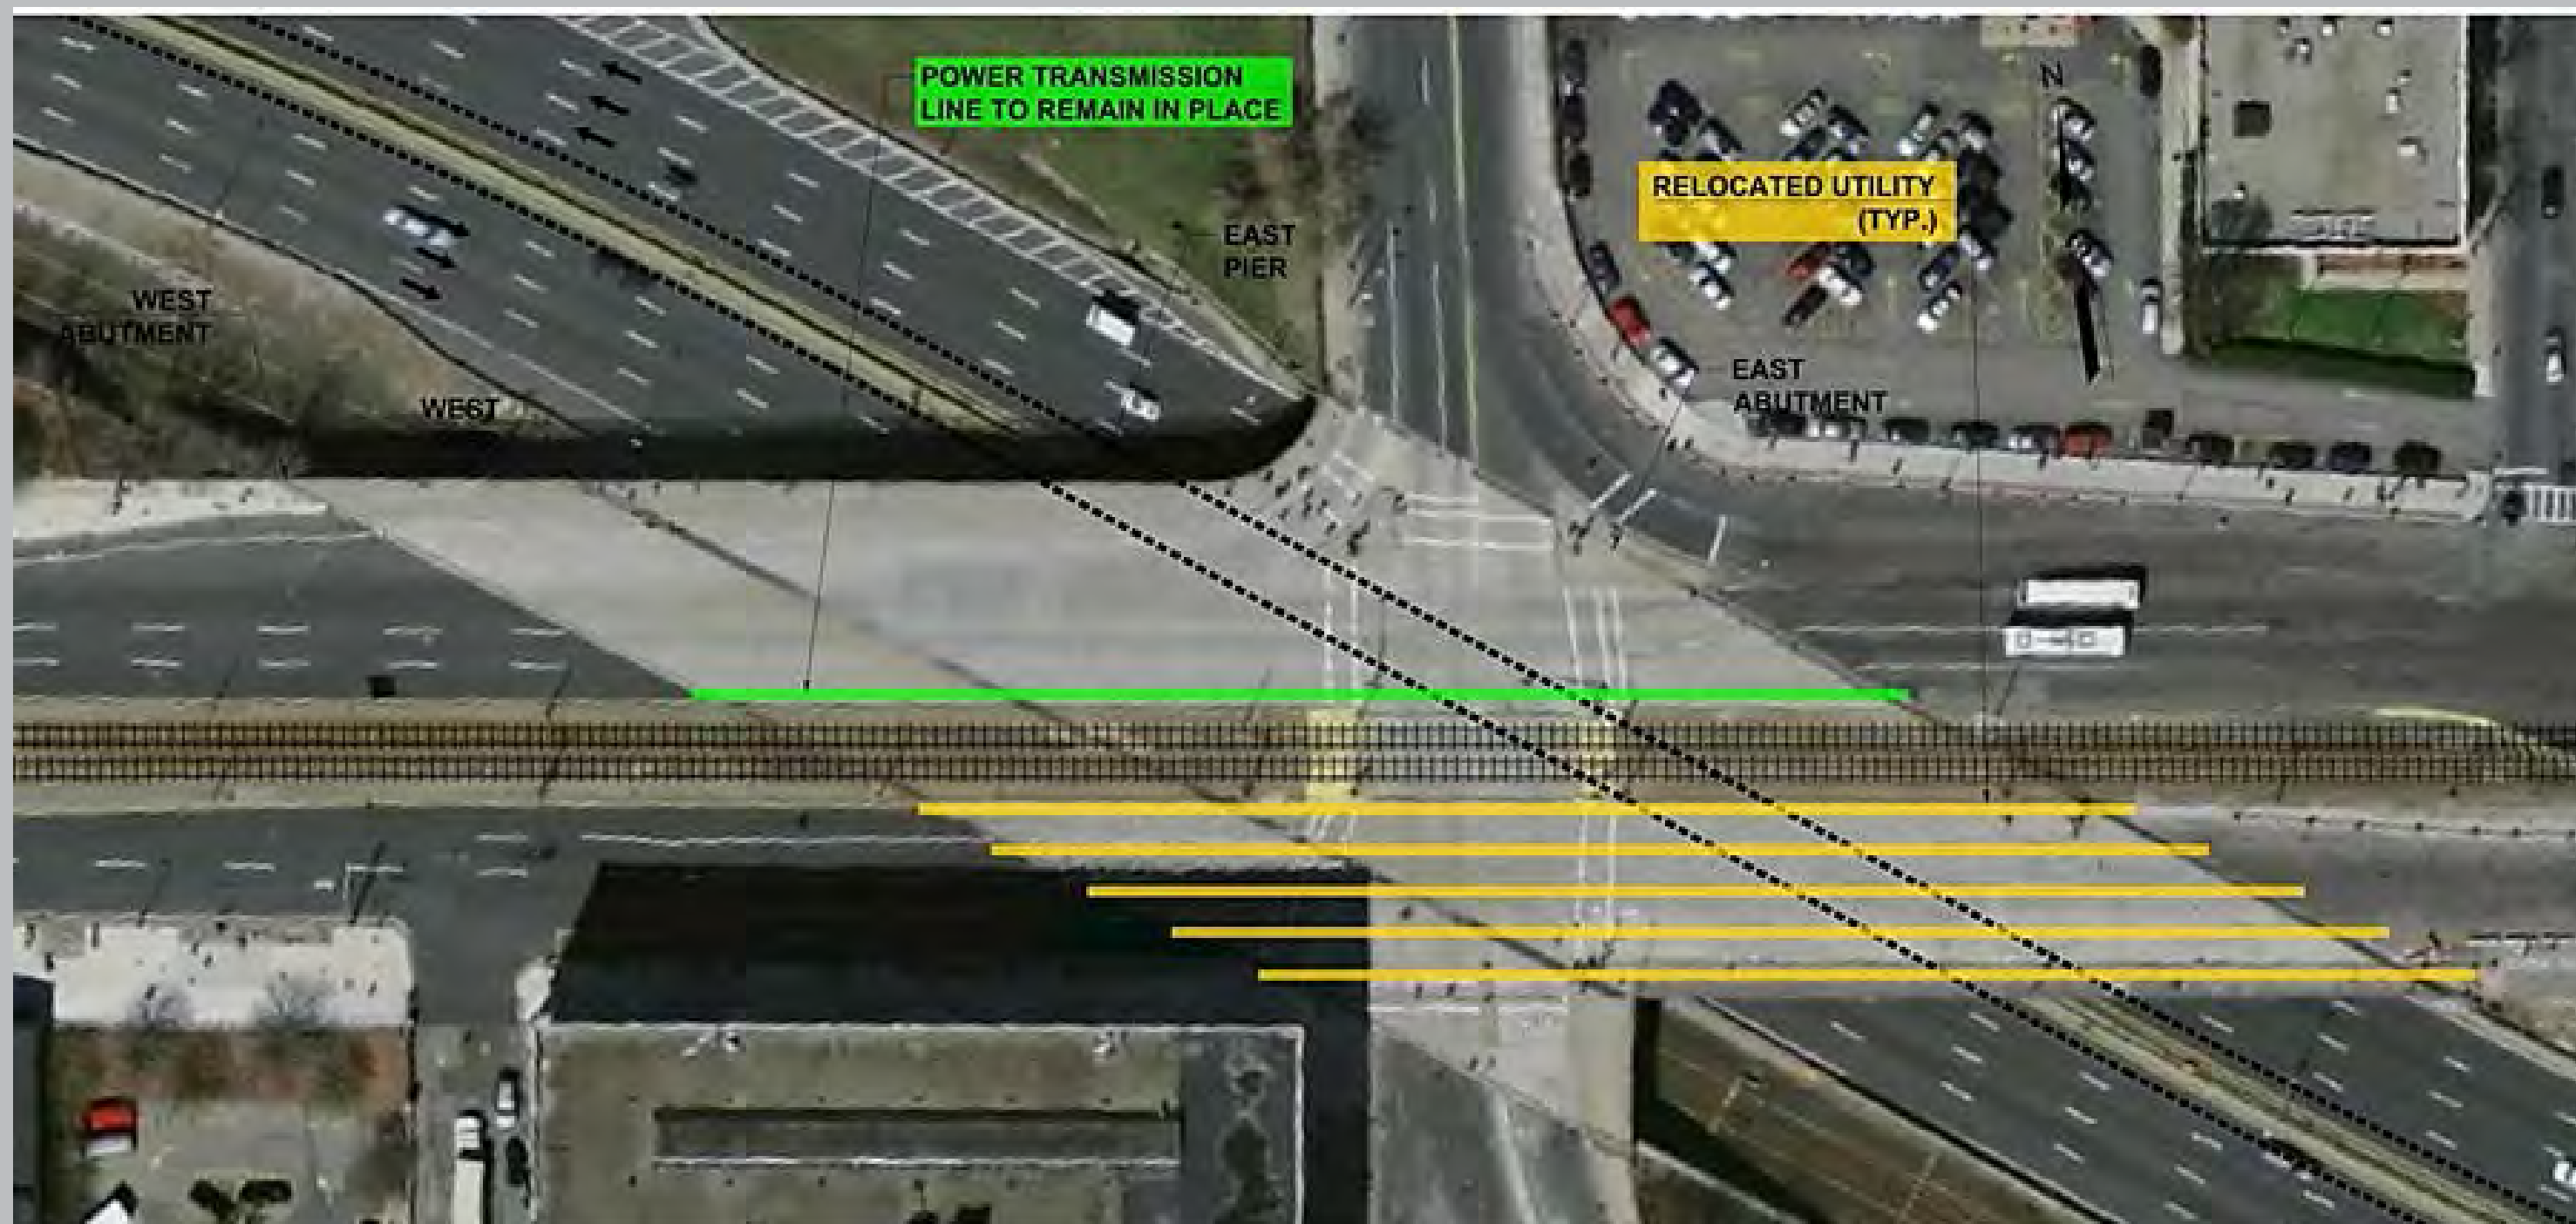 POWER TRANSMISSION
LINE TO REMAIN IN PLACE
N
RELOCATED UTILITY
(TYP.)
EAST
PIER
WEST
ABUTMENT
EAST
ABUTMENT
WEST